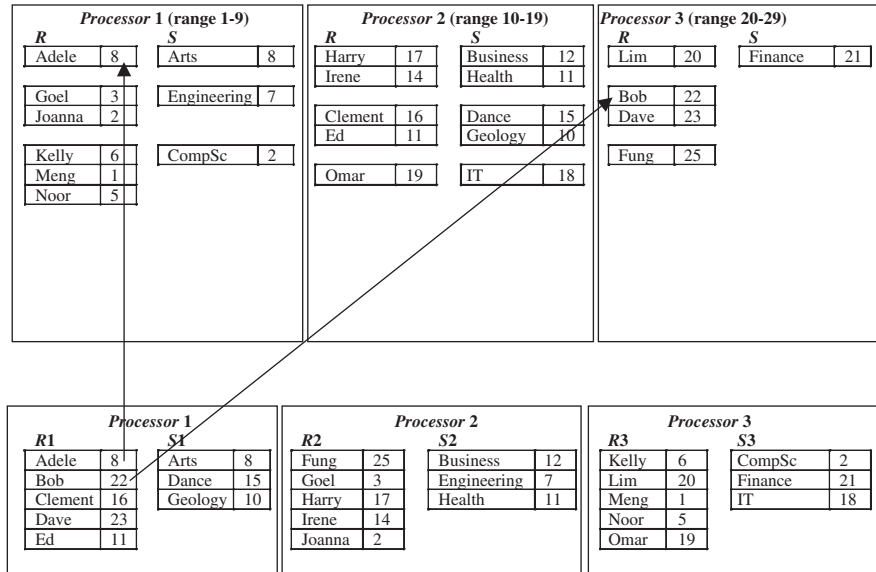 Processor 1 (range 1-9)
R S
Adele 8 Arts 8
Goel 3 Engineering 7
Joanna 2
Kelly 6 CompSc 2
Meng 1
Noor 5
Processor 2 (range 10-19)
R S
Harry 17 Business 12
Irene 14 Health 11
Clement 16 Dance 15
Ed 11 Geology 10
Omar 19 IT 18
Processor 3 (range 20-29)
R S
Lim 20 Finance 21
Bob 22
Dave 23
Fung 25
Processor 1
R1 S1
Adele 8 Arts 8
Bob 22 Dance 15
Clement 16 Geology 10
Dave 23
Ed 11
Processor 2
R2 S2
Fung 25 Business 12
Goel 3 Engineering 7
Harry 17 Health 11
Irene 14
Joanna 2
Processor 3
R3 S3
Kelly 6 CompSc 2
Lim 20 Finance 21
Meng 1 IT 18
Noor 5
Omar 19